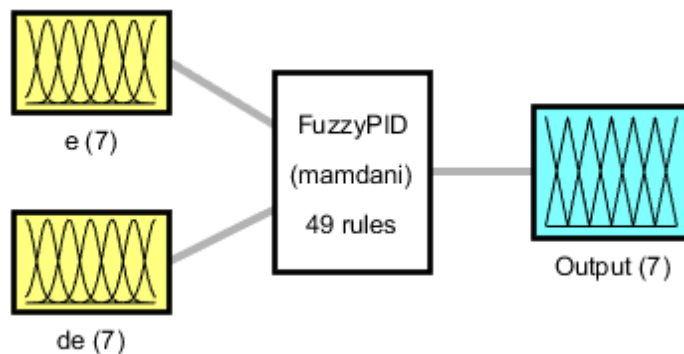 e (7)
de (7)
FuzzyPID
(mamdani)
49 rules
Output (7)